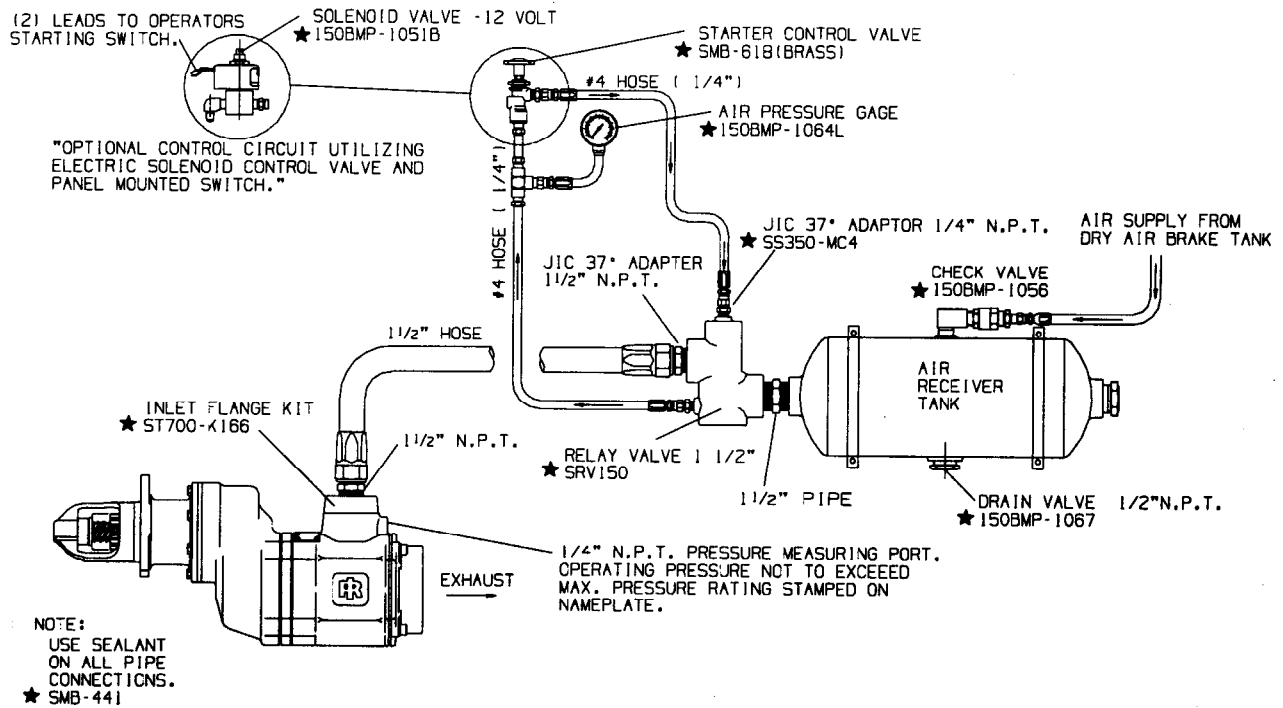 (2) LEADS TO OPERATORS
STARTING SWITCH.
SOLENOID VALVE -12 VOLT
★ 150BMP-1051B
"OPTIONAL CONTROL CIRCUIT UTILIZING
ELECTRIC SOLENOID CONTROL VALVE AND
PANEL MOUNTED SWITCH."
STARTER CONTROL VALVE
★ SMB-618(BRASS)
#4 HOSE ( 1/4")
AIR PRESSURE GAGE
★ 150BMP-1064L
#4 HOSE ( 1/4")
JIC 37° ADAPTOR 1/4" N.P.T.
★ SS350-MC4
AIR SUPPLY FROM
DRY AIR BRAKE TANK
JIC 37° ADAPTER
1 1/2" N.P.T.
CHECK VALVE
★ 150BMP-1056
1 1/2" HOSE
AIR
RECEIVER
TANK
INLET FLANGE KIT
★ ST700-K166
1 1/2" N.P.T.
RELAY VALVE 1 1/2"
★ SRV150
1 1/2" PIPE
DRAIN VALVE 1/2"N.P.T.
★ 150BMP-1067
1/4" N.P.T. PRESSURE MEASURING PORT.
OPERATING PRESSURE NOT TO EXCEEED
MAX. PRESSURE RATING STAMPED ON
NAMEPLATE.
IR
EXHAUST
NOTE:
USE SEALANT
ON ALL PIPE
CONNECTIONS.
★ SMB-441